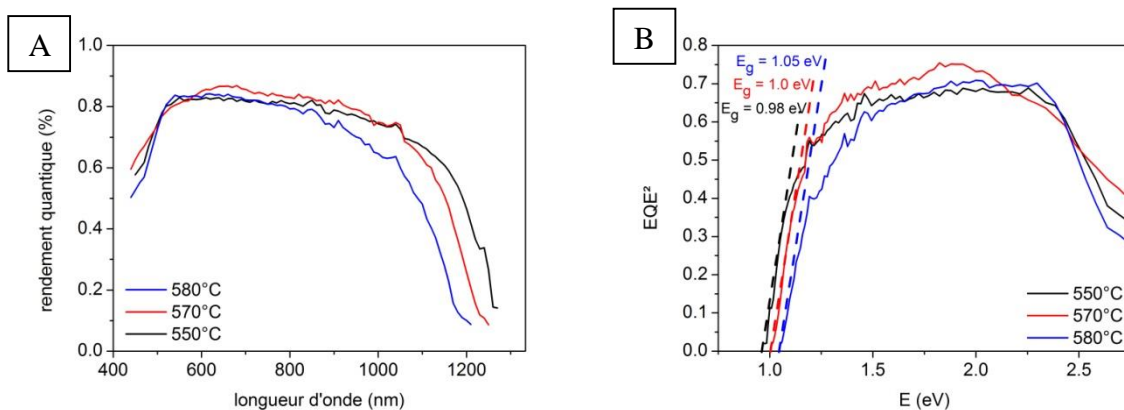 A
rendement quantique (%)
1.0
0.8
0.6
0.4
0.2
0.0
580°C
570°C
550°C
400 600 800 1000 1200
longueur d'onde (nm)
B
EQE²
0.8
0.7
0.6
0.5
0.4
0.3
0.2
0.1
0.0
E_g = 1.05 eV
E_g = 1.0 eV
E_g = 0.98 eV
550°C
570°C
580°C
1.0 1.5 2.0 2.5
E (eV)